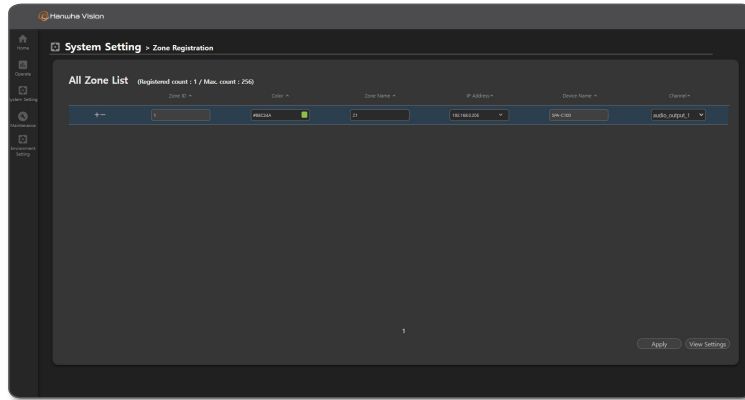 Hanwha Vision
Home
Operate
System Setting
Maintenance
Environment
Setting
System Setting > Zone Registration
All Zone List (Registered count : 1 / Max. count : 256)
Zone ID Color Zone Name IP Address Device Name Channel
+− 1 21 192.168.0.206 SPA-C100 audio_output_1
1
Apply View Settings